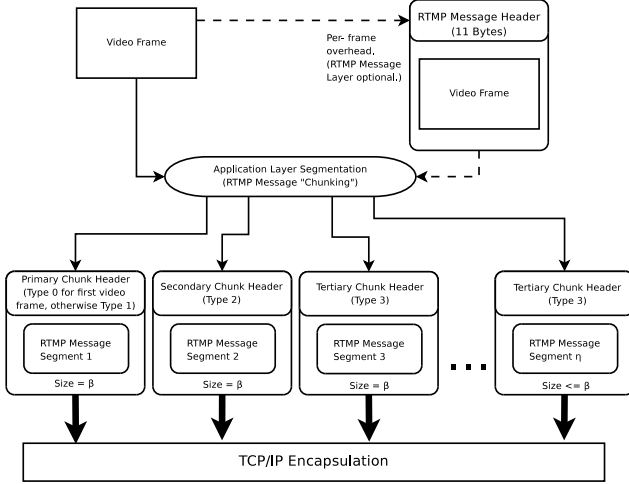 Video Frame
RTMP Message Header
(11 Bytes)
Per- frame
overhead.
(RTMP Message
Layer optional.)
Video Frame
Application Layer Segmentation
(RTMP Message "Chunking")
Primary Chunk Header
(Type 0 for first video
frame, otherwise Type 1)
RTMP Message
Segment 1
Size = β
Secondary Chunk Header
(Type 2)
RTMP Message
Segment 2
Size = β
Tertiary Chunk Header
(Type 3)
RTMP Message
Segment 3
Size = β
Tertiary Chunk Header
(Type 3)
RTMP Message
Segment η
Size <= β
TCP/IP Encapsulation